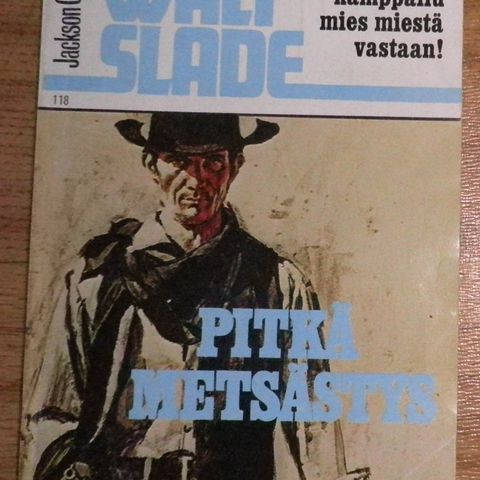 Jackson
WALT
SLADE
kamppailu
mies miestä
vastaan!
118
PITKÄ
METSÄSTYS